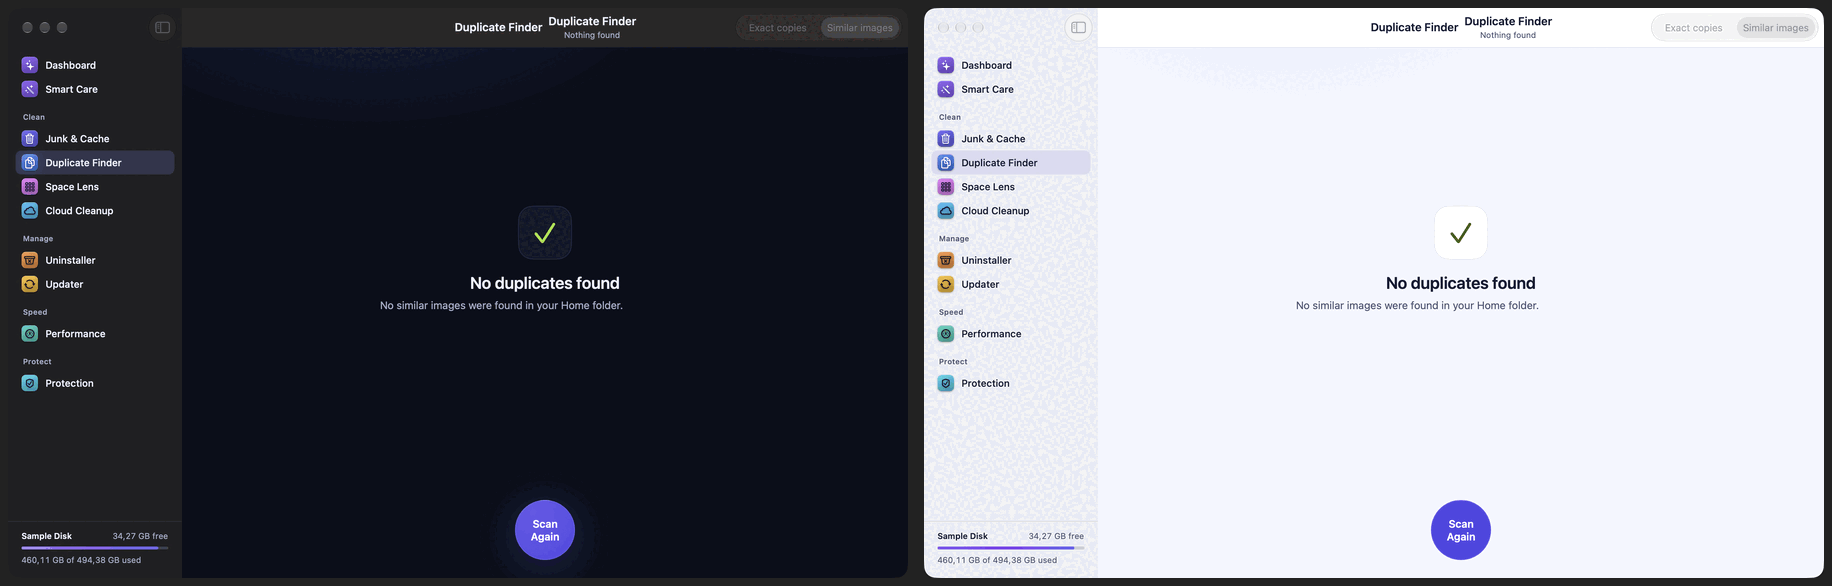 Duplicate Finder
Duplicate Finder
Nothing found
Exact copies
Similar images
Dashboard
Smart Care
Clean
Junk & Cache
Duplicate Finder
Space Lens
Cloud Cleanup
Manage
Uninstaller
Updater
Speed
Performance
Protect
Protection
No duplicates found
No similar images were found in your Home folder.
Scan
Again
Sample Disk
34,27 GB free
460,11 GB of 494,38 GB used
Duplicate Finder
Duplicate Finder
Nothing found
Exact copies
Similar images
Dashboard
Smart Care
Clean
Junk & Cache
Duplicate Finder
Space Lens
Cloud Cleanup
Manage
Uninstaller
Updater
Speed
Performance
Protect
Protection
No duplicates found
No similar images were found in your Home folder.
Scan
Again
Sample Disk
34,27 GB free
460,11 GB of 494,38 GB used